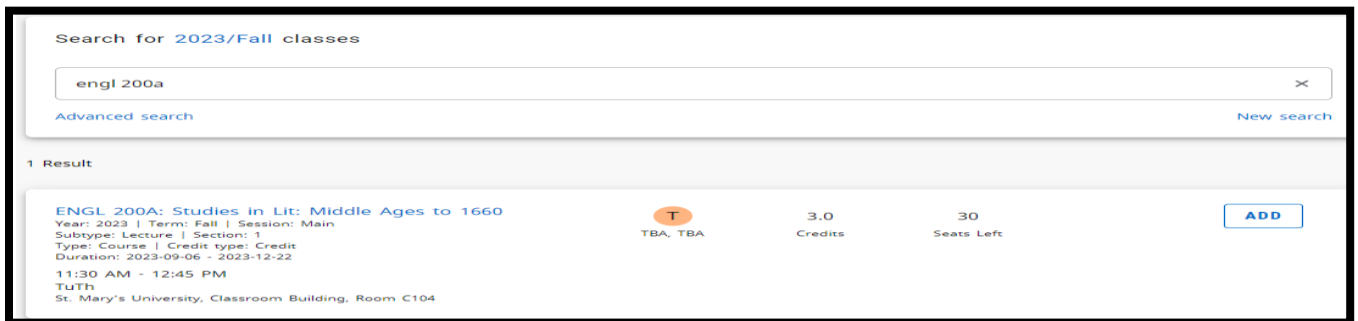 Search for 2023/Fall classes
engl 200a ×
Advanced search New search
1 Result
ENGL 200A: Studies in Lit: Middle Ages to 1660
Year: 2023 | Term: Fall | Session: Main
Subtype: Lecture | Section: 1
Type: Course | Credit type: Credit
Duration: 2023-09-06 - 2023-12-22
11:30 AM - 12:45 PM
TuTh
St. Mary's University, Classroom Building, Room C104
T
TBA, TBA
3.0
Credits
30
Seats Left
ADD